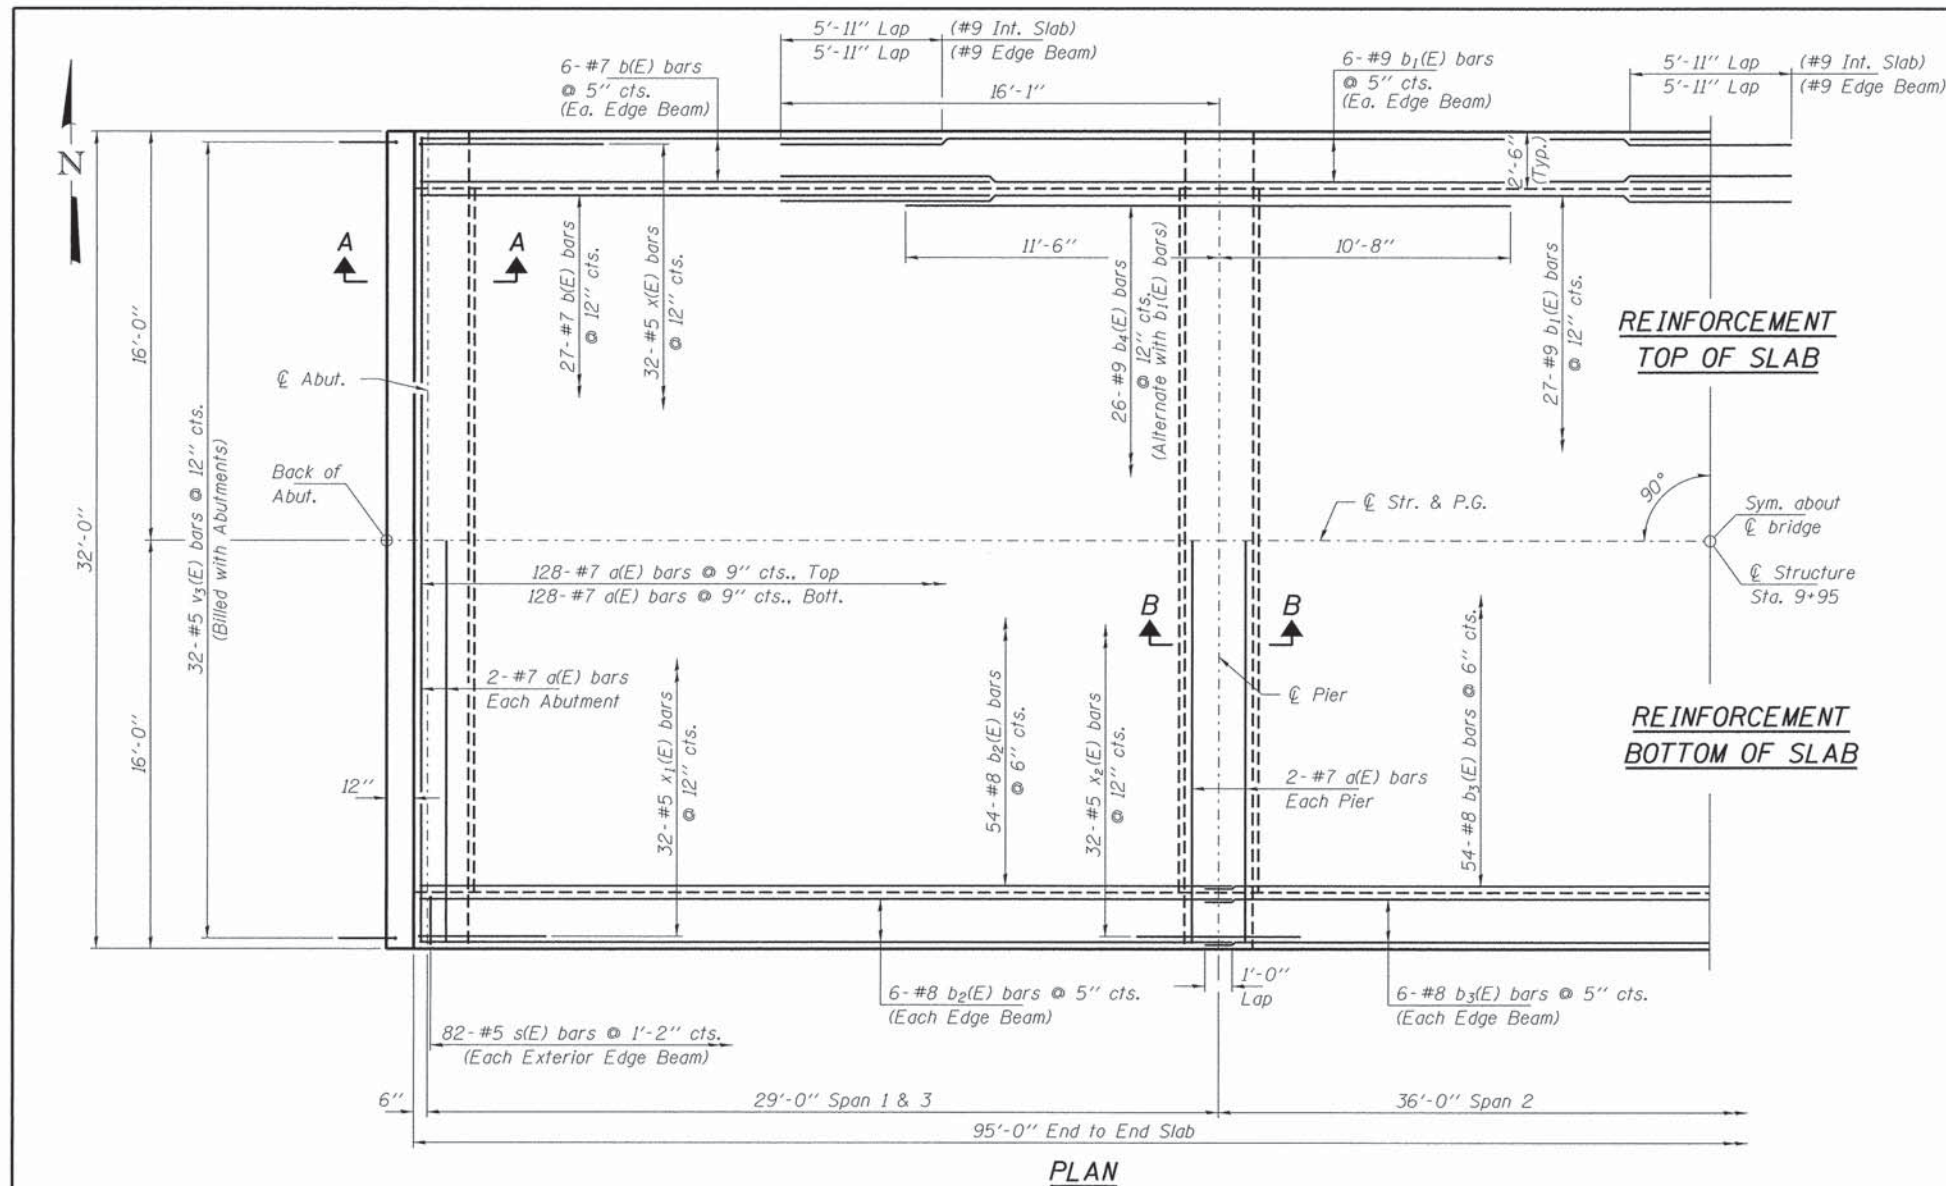 5'-11" Lap (#9 Int. Slab)
5'-11" Lap (#9 Edge Beam)
6-#7 b(E) bars
@ 5" cts.
(Ea. Edge Beam)
16'-1"
6-#9 b₁(E) bars
@ 5" cts.
(Ea. Edge Beam)
5'-11" Lap (#9 Int. Slab)
5'-11" Lap (#9 Edge Beam)
N
2'-6"
(Typ.)
A A
11'-6"
10'-8"
27-#7 b(E) bars
@ 12" cts.
32-#5 x(E) bars
@ 12" cts.
26-#9 b₄(E) bars
@ 12" cts.
(Alternate with b₁(E) bars)
27-#9 b₁(E) bars
@ 12" cts.
REINFORCEMENT
TOP OF SLAB
16'-0"
℄ Abut.
32-#5 v₃(E) bars @ 12" cts.
(Billed with Abutments)
Back of
Abut.
32'-0"
℄ Str. & P.G.
90°
Sym. about
℄ bridge
℄ Structure
Sta. 9+95
128-#7 a(E) bars @ 9" cts., Top
128-#7 a(E) bars @ 9" cts., Bott.
B B
2-#7 a(E) bars
Each Abutment
℄ Pier
16'-0"
12"
32-#5 x₁(E) bars
@ 12" cts.
54-#8 b₂(E) bars
@ 6" cts.
32-#5 x₂(E) bars
@ 12" cts.
2-#7 a(E) bars
Each Pier
54-#8 b₃(E) bars @ 6" cts.
REINFORCEMENT
BOTTOM OF SLAB
6-#8 b₂(E) bars @ 5" cts.
(Each Edge Beam)
1'-0"
Lap
6-#8 b₃(E) bars @ 5" cts.
(Each Edge Beam)
82-#5 s(E) bars @ 1'-2" cts.
(Each Exterior Edge Beam)
6"
29'-0" Span 1 & 3
36'-0" Span 2
95'-0" End to End Slab
PLAN